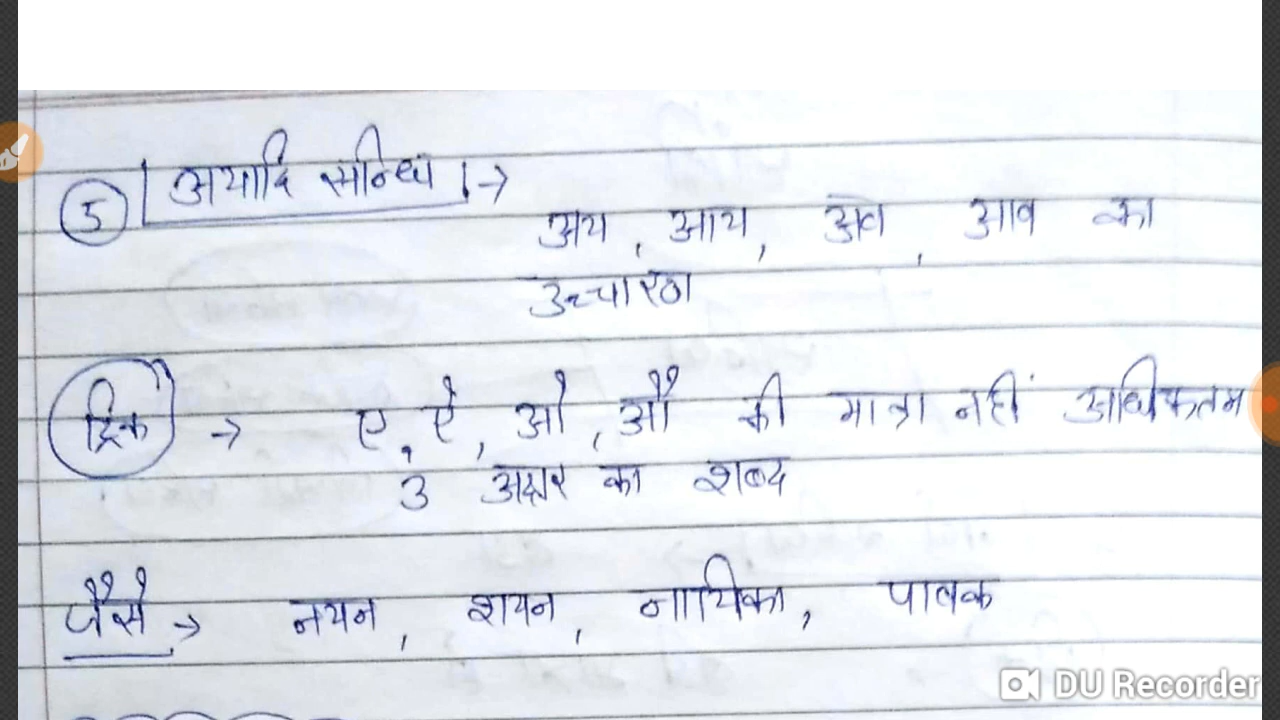 5 अयादि सन्धि →
अय, आय, अव, आव का
उच्चारण
ट्रिक → ए, ऐ, ओ, औ की मात्रा नहीं अधिकतम
3 अक्षर का शब्द
जैसे → नयन, शयन, नायिका, पावक
DU Recorder